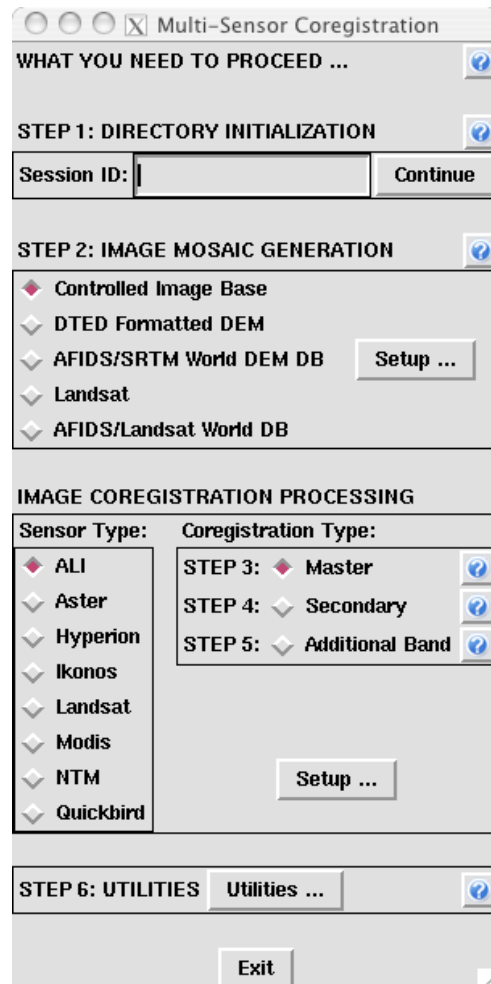 Multi-Sensor Coregistration
WHAT YOU NEED TO PROCEED ...
STEP 1: DIRECTORY INITIALIZATION
Session ID: Continue
STEP 2: IMAGE MOSAIC GENERATION
Controlled Image Base
DTED Formatted DEM
AFIDS/SRTM World DEM DB Setup ...
Landsat
AFIDS/Landsat World DB
IMAGE COREGISTRATION PROCESSING
Sensor Type: Coregistration Type:
ALI STEP 3: Master
Aster STEP 4: Secondary
Hyperion STEP 5: Additional Band
Ikonos
Landsat
Modis
NTM Setup ...
Quickbird
STEP 6: UTILITIES Utilities ...
Exit